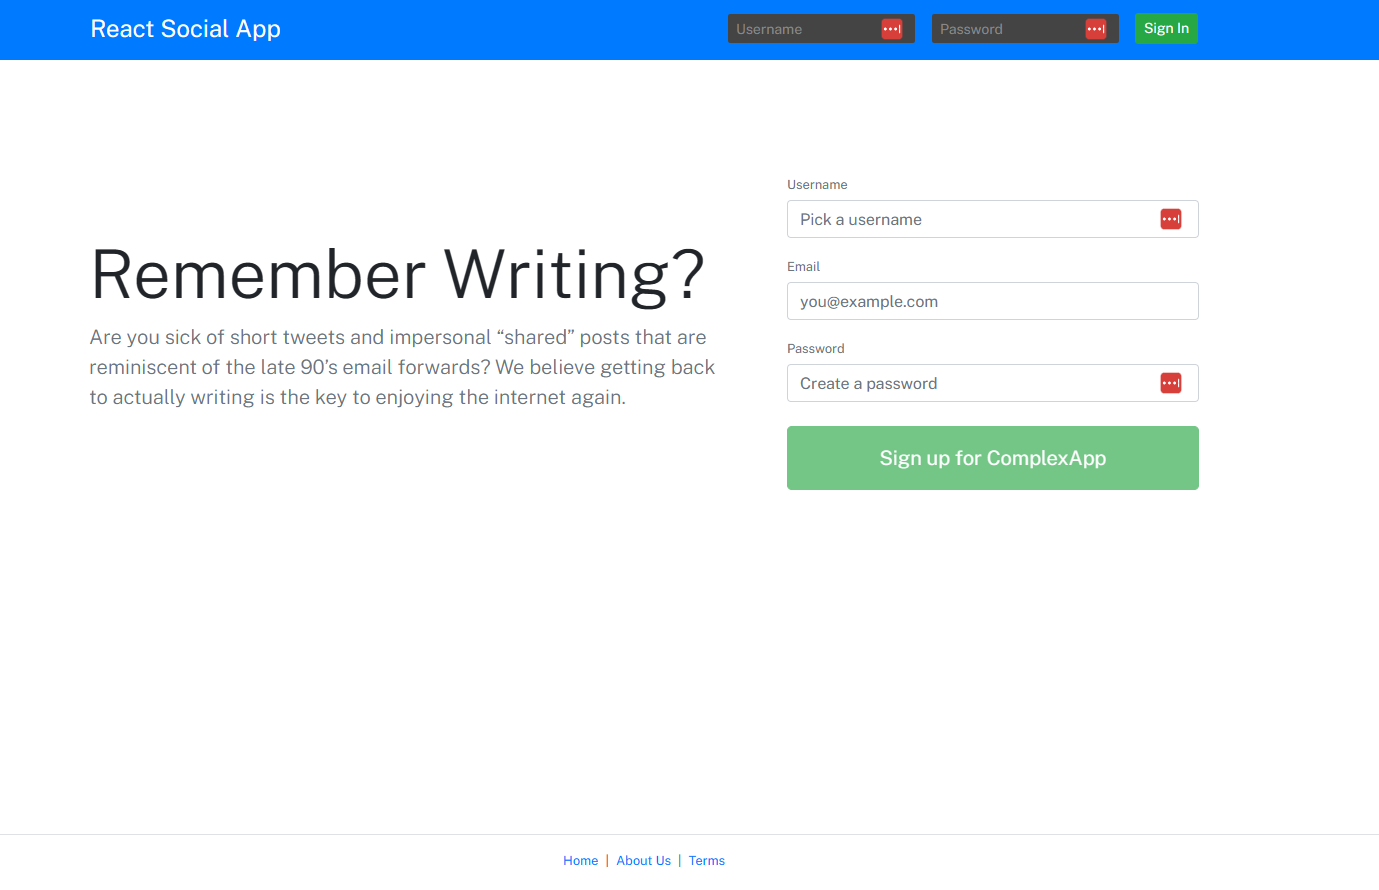 React Social App
Username
Password
Sign In
Remember Writing?
Are you sick of short tweets and impersonal “shared” posts that are
reminiscent of the late 90’s email forwards? We believe getting back
to actually writing is the key to enjoying the internet again.
Username
Pick a username
Email
you@example.com
Password
Create a password
Sign up for ComplexApp
Home | About Us | Terms